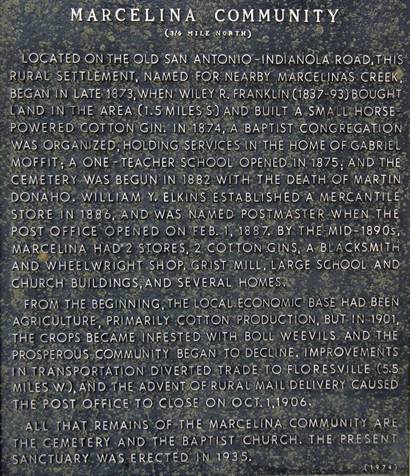 MARCELINA COMMUNITY
(3/4 MILE NORTH)
LOCATED ON THE OLD SAN ANTONIO-INDIANOLA ROAD, THIS
RURAL SETTLEMENT, NAMED FOR NEARBY MARCELINAS CREEK,
BEGAN IN LATE 1873, WHEN WILEY R. FRANKLIN (1837-93) BOUGHT
LAND IN THE AREA (1.5 MILES S) AND BUILT A SMALL HORSE-
POWERED COTTON GIN. IN 1874, A BAPTIST CONGREGATION
WAS ORGANIZED, HOLDING SERVICES IN THE HOME OF GABRIEL
MOFFIT; A ONE-TEACHER SCHOOL OPENED IN 1875; AND THE
CEMETERY WAS BEGUN IN 1882 WITH THE DEATH OF MARTIN
DONAHO. WILLIAM Y. ELKINS ESTABLISHED A MERCANTILE
STORE IN 1886, AND WAS NAMED POSTMASTER WHEN THE
POST OFFICE OPENED ON FEB. 1, 1887. BY THE MID-1890s,
MARCELINA HAD 2 STORES, 2 COTTON GINS, A BLACKSMITH
AND WHEELWRIGHT SHOP, GRIST MILL, LARGE SCHOOL AND
CHURCH BUILDINGS, AND SEVERAL HOMES.
FROM THE BEGINNING, THE LOCAL ECONOMIC BASE HAD BEEN
AGRICULTURE, PRIMARILY COTTON PRODUCTION, BUT IN 1901,
THE CROPS BECAME INFESTED WITH BOLL WEEVILS AND THE
PROSPEROUS COMMUNITY BEGAN TO DECLINE. IMPROVEMENTS
IN TRANSPORTATION DIVERTED TRADE TO FLORESVILLE (5.5
MILES W.), AND THE ADVENT OF RURAL MAIL DELIVERY CAUSED
THE POST OFFICE TO CLOSE ON OCT. 1, 1906.
ALL THAT REMAINS OF THE MARCELINA COMMUNITY ARE
THE CEMETERY AND THE BAPTIST CHURCH. THE PRESENT
SANCTUARY WAS ERECTED IN 1935.
(1974)